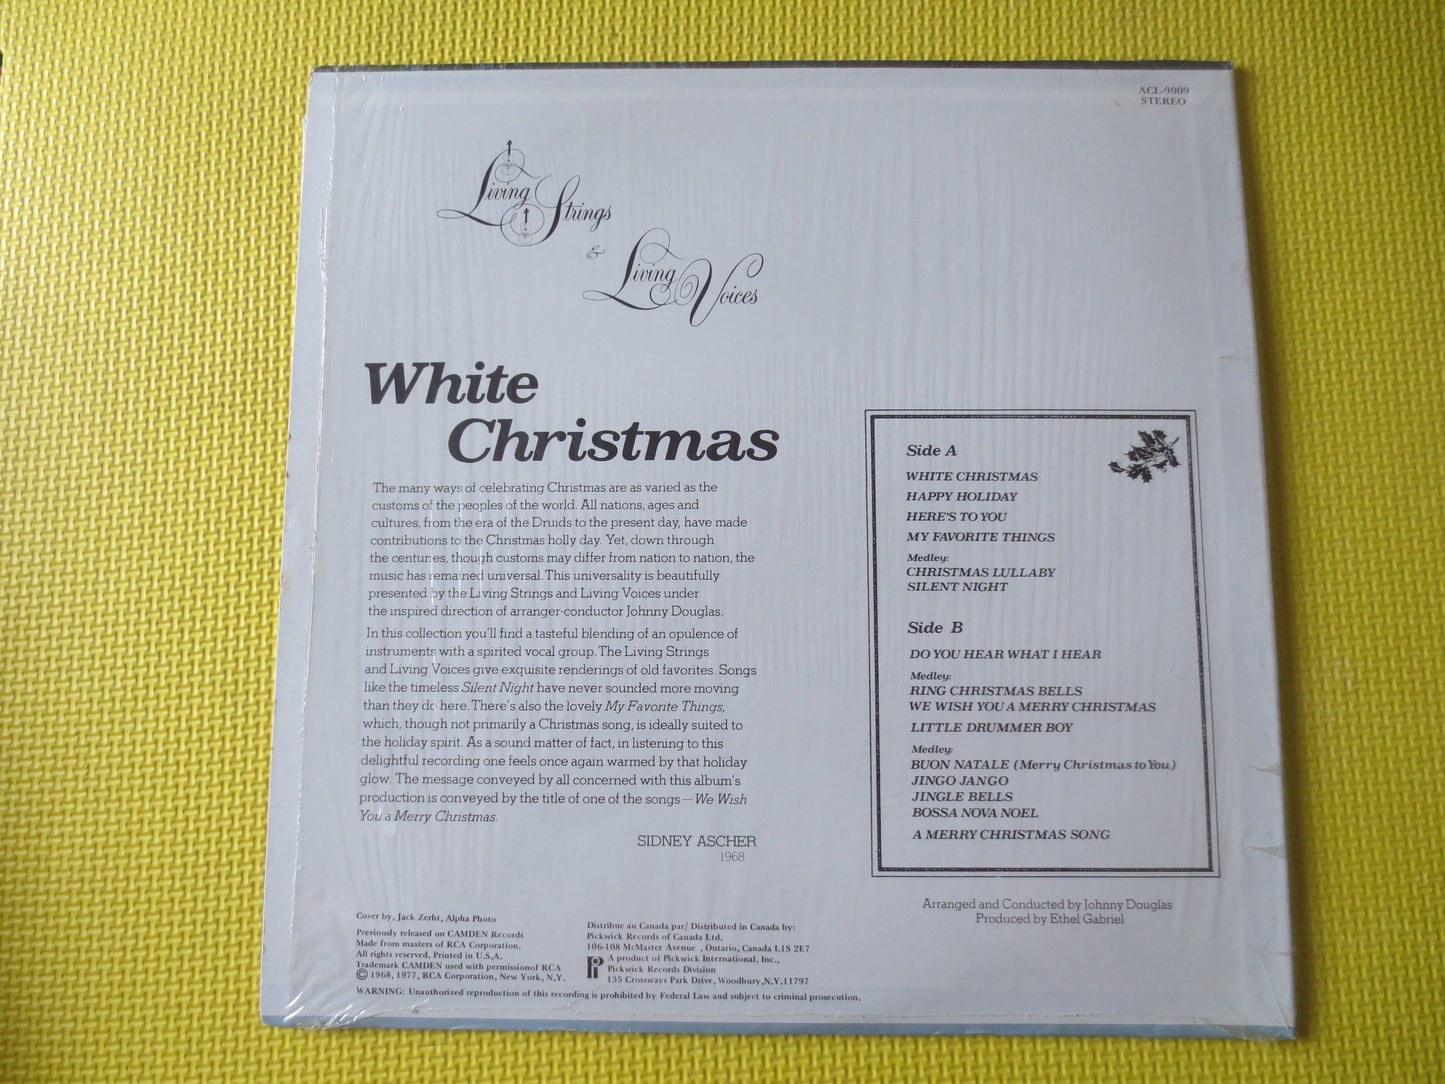 ACL-9009
STEREO
Living Strings
&
Living Voices
White
Christmas
The many ways of celebrating Christmas are as varied as the
customs of the peoples of the world. All nations, ages and
cultures, from the era of the Druids to the present day, have made
contributions to the Christmas holly day. Yet, down through
the centuries, though customs may differ from nation to nation, the
music has remained universal. This universality is beautifully
presented by the Living Strings and Living Voices under
the inspired direction of arranger-conductor Johnny Douglas.
In this collection you'll find a tasteful blending of an opulence of
instruments with a spirited vocal group. The Living Strings
and Living Voices give exquisite renderings of old favorites. Songs
like the timeless Silent Night have never sounded more moving
than they do here. There's also the lovely My Favorite Things,
which, though not primarily a Christmas song, is ideally suited to
the holiday spirit. As a sound matter of fact, in listening to this
delightful recording one feels once again warmed by that holiday
glow. The message conveyed by all concerned with this album's
production is conveyed by the title of one of the songs—We Wish
You a Merry Christmas.
SIDNEY ASCHER
1968
Side A
WHITE CHRISTMAS
HAPPY HOLIDAY
HERE'S TO YOU
MY FAVORITE THINGS
Medley:
CHRISTMAS LULLABY
SILENT NIGHT
Side B
DO YOU HEAR WHAT I HEAR
Medley:
RING CHRISTMAS BELLS
WE WISH YOU A MERRY CHRISTMAS
LITTLE DRUMMER BOY
Medley:
BUON NATALE (Merry Christmas to You)
JINGO JANGO
JINGLE BELLS
BOSSA NOVA NOEL
A MERRY CHRISTMAS SONG
Arranged and Conducted by Johnny Douglas
Produced by Ethel Gabriel
Cover by, Jack Zerht, Alpha Photo
Previously released on CAMDEN Records
Made from masters of RCA Corporation.
All rights reserved. Printed in U.S.A.
Trademark CAMDEN used with permissionof RCA
© 1968, 1977, RCA Corporation, New York, N.Y.
Distribue au Canada par/ Distributed in Canada by:
Pickwick Records of Canada Ltd.
106-108 McMaster Avenue , Ontario, Canada L1S 2E7
A product of Pickwick International, Inc.,
Pickwick Records Division
135 Crossways Park Drive, Woodbury,N.Y.11797
WARNING: Unauthorized reproduction of this recording is prohibited by Federal Law and subject to criminal prosecution.